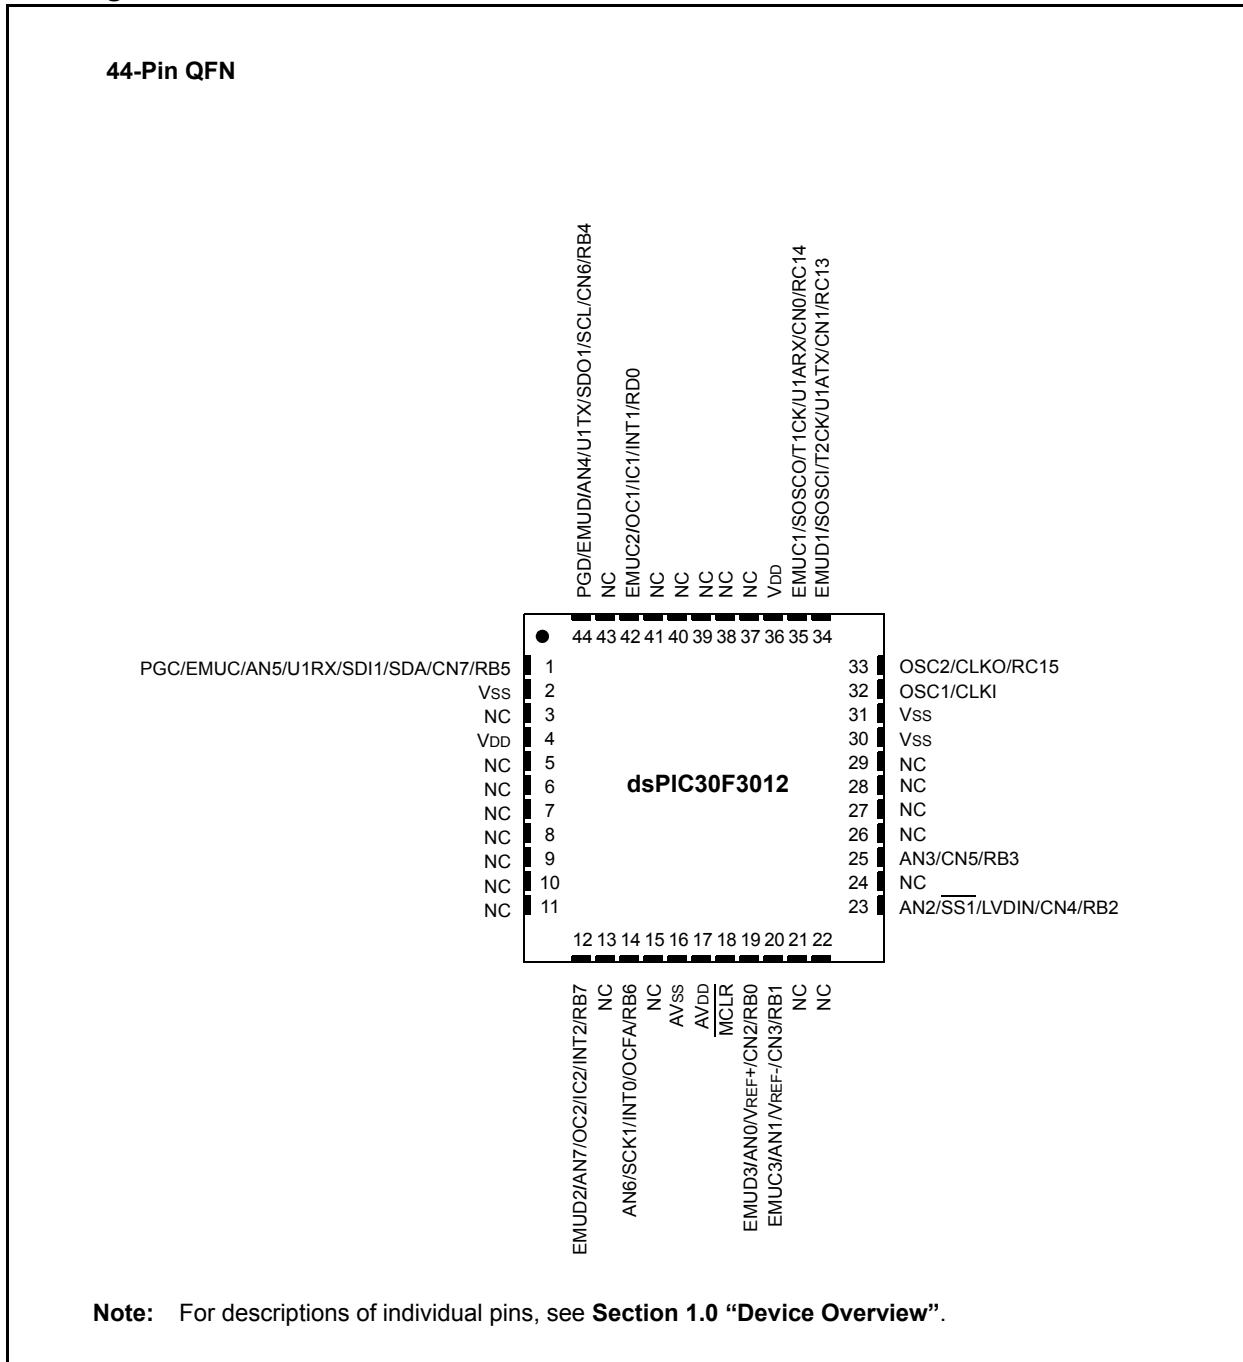 44-Pin QFN
PGD/EMUD/AN4/U1TX/SDO1/SCL/CN6/RB4
NC
EMUC2/OC1/IC1/INT1/RD0
NC
NC
NC
NC
NC
VDD
EMUC1/SOSCO/T1CK/U1ARX/CN0/RC14
EMUD1/SOSCI/T2CK/U1ATX/CN1/RC13
44 43 42 41 40 39 38 37 36 35 34
PGC/EMUC/AN5/U1RX/SDI1/SDA/CN7/RB5 1
VSS 2
NC 3
VDD 4
NC 5
NC 6
NC 7
NC 8
NC 9
NC 10
NC 11
dsPIC30F3012
33 OSC2/CLKO/RC15
32 OSC1/CLKI
31 VSS
30 VSS
29 NC
28 NC
27 NC
26 NC
25 AN3/CN5/RB3
24 NC
23 AN2/SS1/LVDIN/CN4/RB2
12 13 14 15 16 17 18 19 20 21 22
EMUD2/AN7/OC2/IC2/INT2/RB7
NC
AN6/SCK1/INT0/OCFA/RB6
NC
AVSS
AVDD
MCLR
EMUD3/AN0/VREF+/CN2/RB0
EMUC3/AN1/VREF-/CN3/RB1
NC
NC
Note: For descriptions of individual pins, see Section 1.0 “Device Overview”.